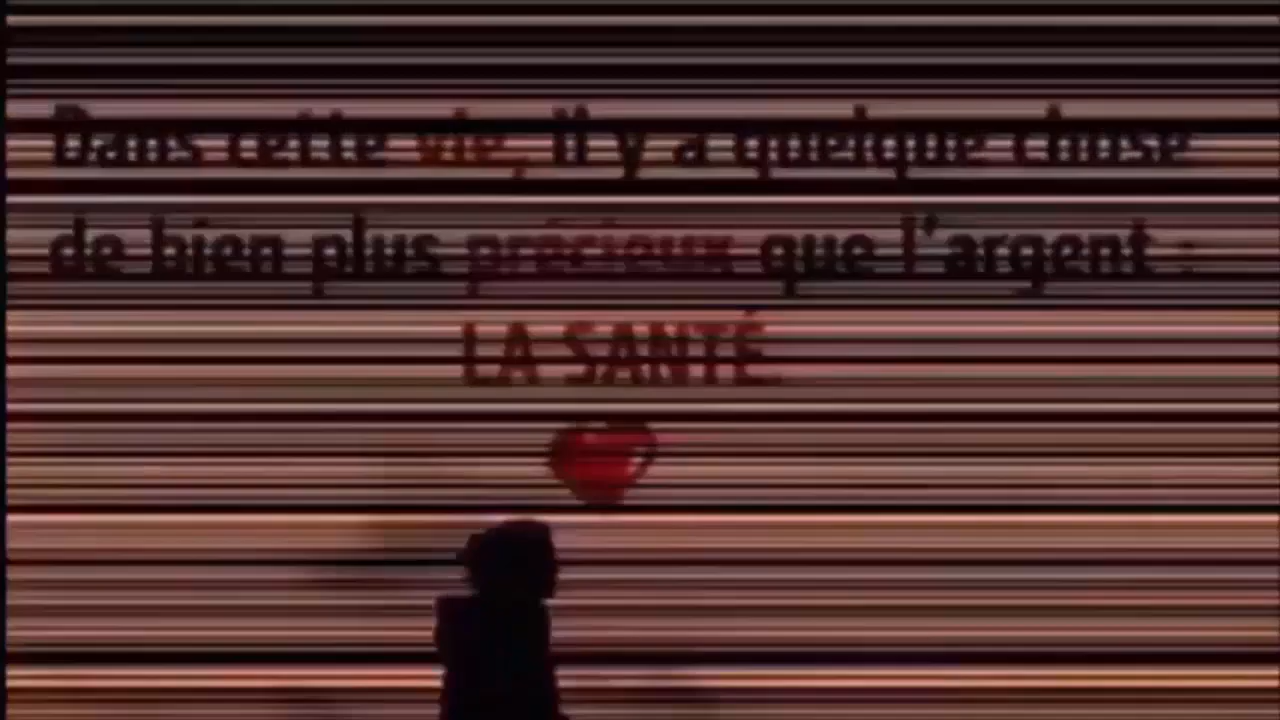 Dans cette vie, il y a quelque chose
de bien plus précieux que l'argent :
LA SANTÉ.